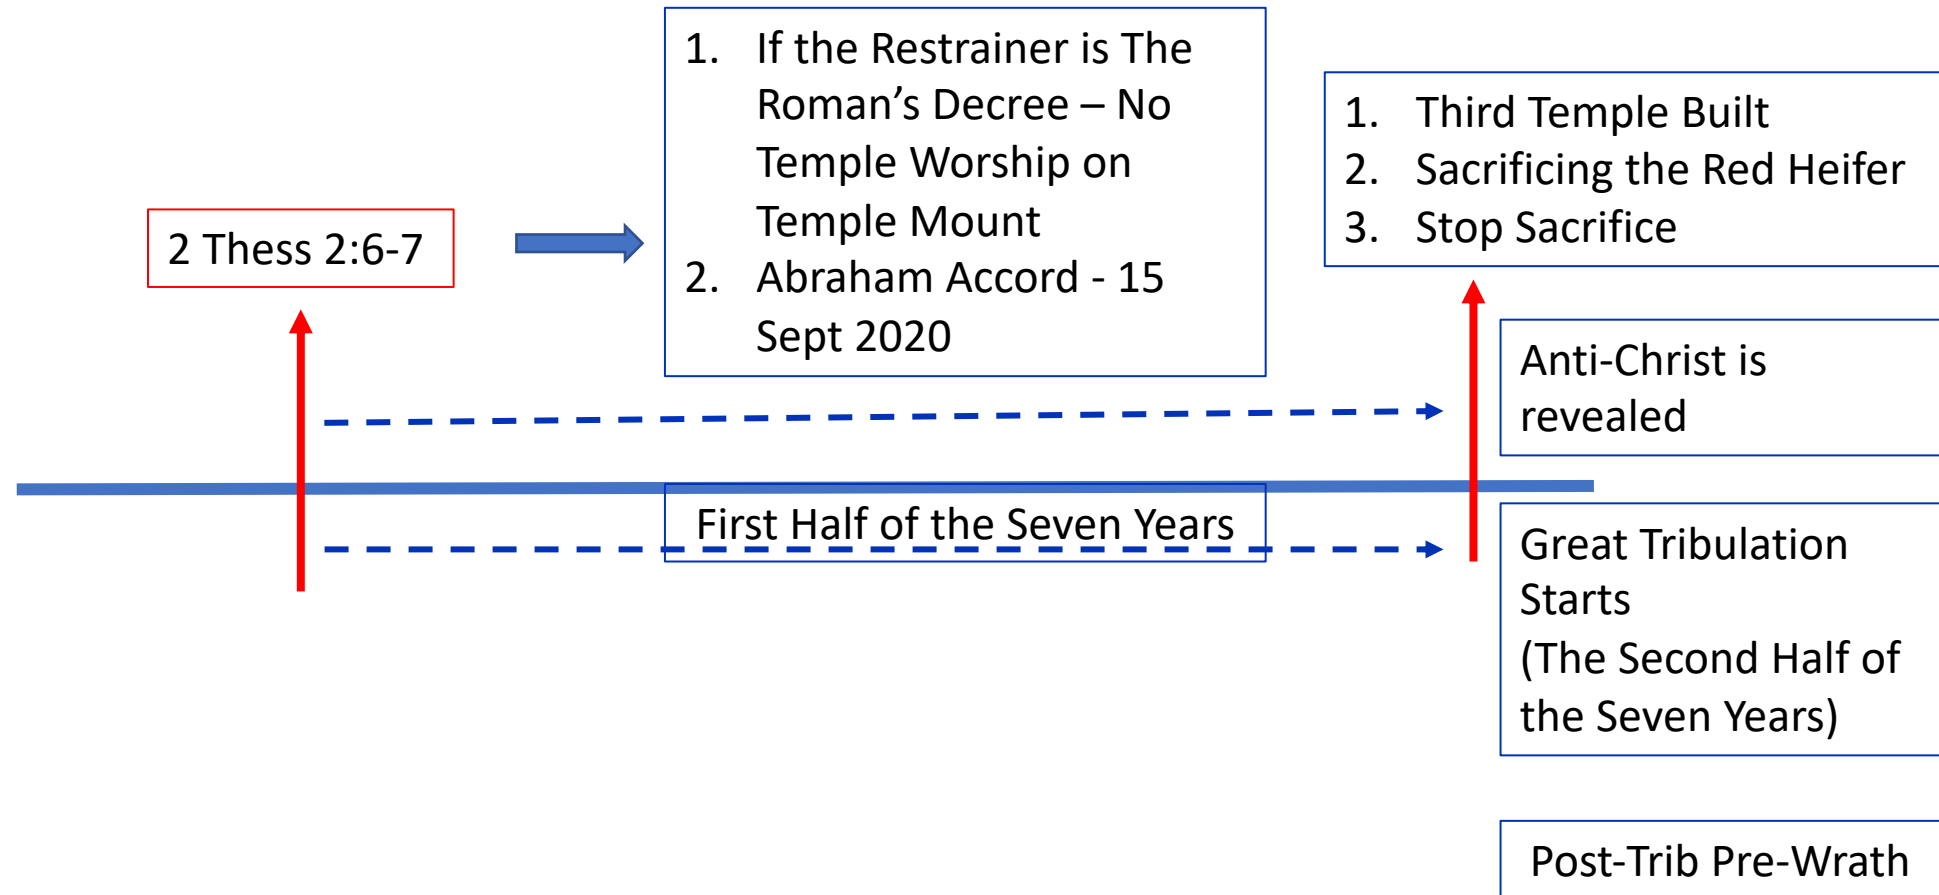 2 Thess 2:6-7
1. If the Restrainer is The
Roman’s Decree – No
Temple Worship on
Temple Mount
2. Abraham Accord - 15
Sept 2020
1. Third Temple Built
2. Sacrificing the Red Heifer
3. Stop Sacrifice
Anti-Christ is
revealed
First Half of the Seven Years
Great Tribulation
Starts
(The Second Half of
the Seven Years)
Post-Trib Pre-Wrath